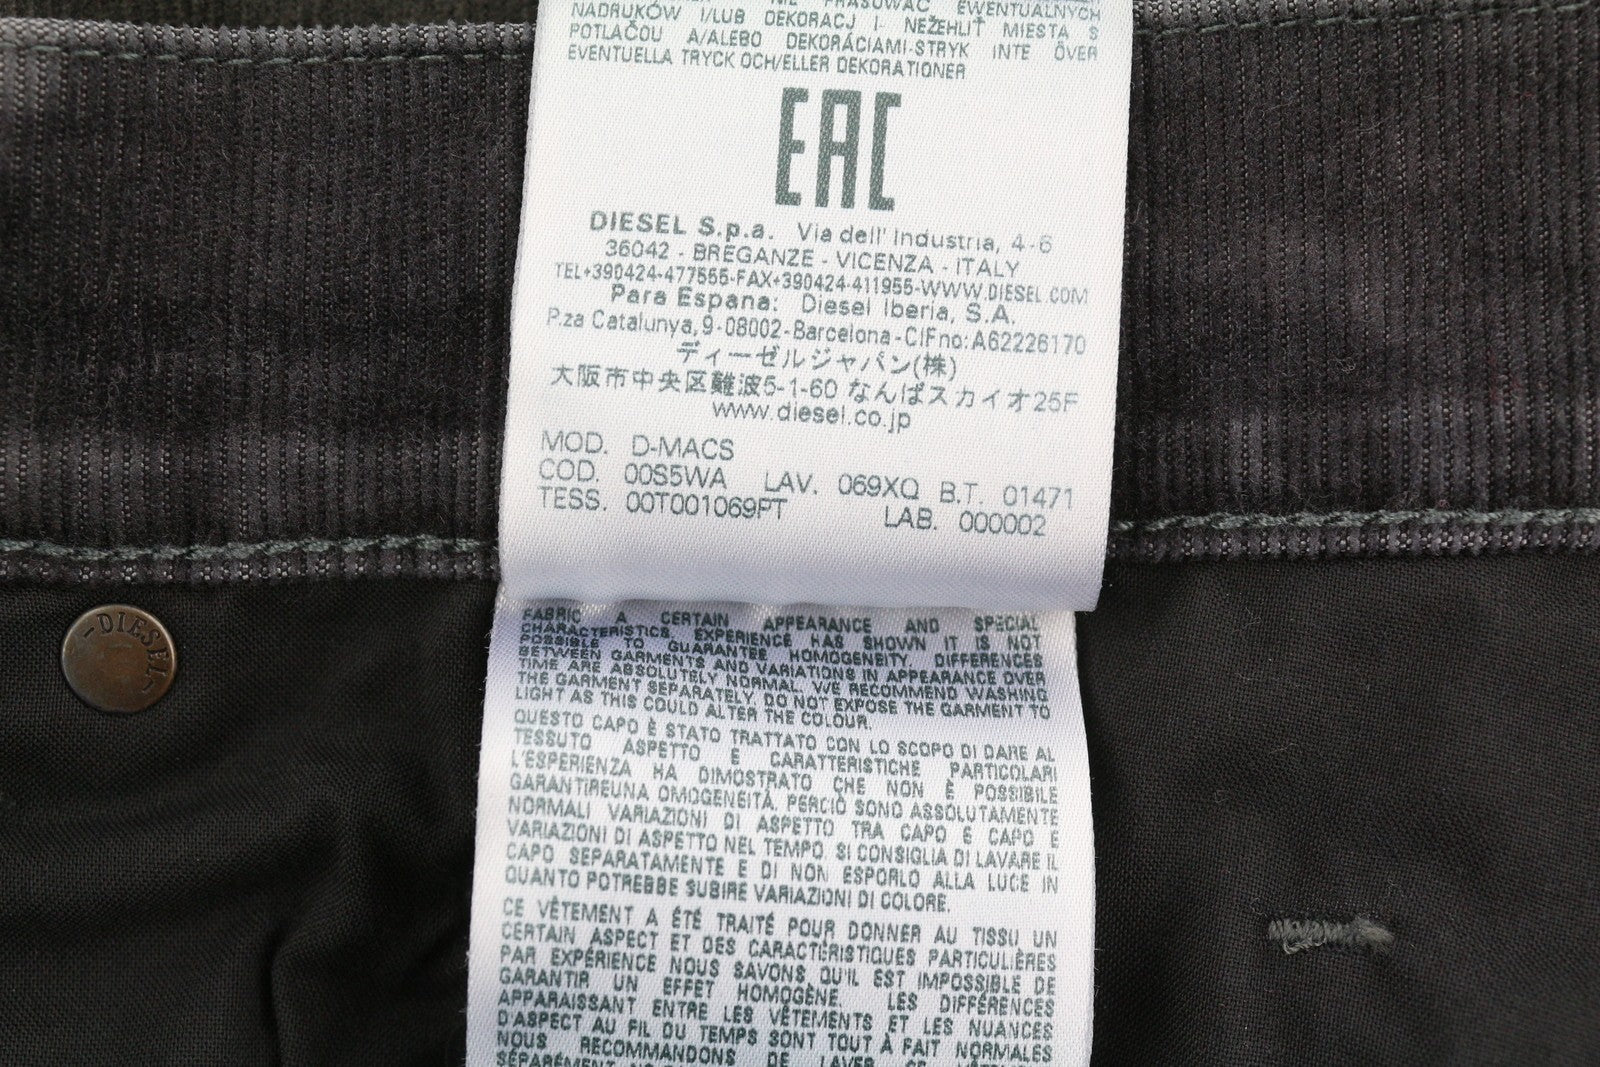 NIE PRASOWAĆ EWENTUALNYCH
NADRUKÓW I/LUB DEKORACJ I- NEŽEHLIŤ MIESTA S
POTLAČOU A/ALEBO DEKORÁCIAMI-STRYK INTE ÖVER
EVENTUELLA TRYCK OCH/ELLER DEKORATIONER
EAC
DIESEL S.p.a. Via dell' Industria, 4-6
36042 - BREGANZE - VICENZA - ITALY
TEL+390424-477555-FAX+390424-411955-WWW.DIESEL.COM
Para Espana: Diesel Iberia, S.A.
P.za Catalunya,9-08002-Barcelona-CIFno:A62226170
ディーゼルジャパン(株)
大阪市中央区難波5-1-60 なんばスカイオ25F
www.diesel.co.jp
MOD. D-MACS
COD. 00S5WA LAV. 069XQ B.T. 01471
TESS. 00T001069PT LAB. 000002
-DIESEL-
FABRIC A CERTAIN APPEARANCE AND SPECIAL
CHARACTERISTICS. EXPERIENCE HAS SHOWN IT IS NOT
POSSIBLE TO GUARANTEE HOMOGENEITY, DIFFERENCES
BETWEEN GARMENTS AND VARIATIONS IN APPEARANCE OVER
TIME ARE ABSOLUTELY NORMAL. WE RECOMMEND WASHING
THE GARMENT SEPARATELY. DO NOT EXPOSE THE GARMENT TO
LIGHT AS THIS COULD ALTER THE COLOUR.
QUESTO CAPO È STATO TRATTATO CON LO SCOPO DI DARE AL
TESSUTO ASPETTO E CARATTERISTICHE PARTICOLARI
L'ESPERIENZA HA DIMOSTRATO CHE NON È POSSIBILE
GARANTIREUNA OMOGENEITÀ, PERCIÒ SONO ASSOLUTAMENTE
NORMALI VARIAZIONI DI ASPETTO TRA CAPO E CAPO E
VARIAZIONI DI ASPETTO NEL TEMPO. SI CONSIGLIA DI LAVARE IL
CAPO SEPARATAMENTE E DI NON ESPORLO ALLA LUCE IN
QUANTO POTREBBE SUBIRE VARIAZIONI DI COLORE.
CE VÊTEMENT A ÉTÉ TRAITÉ POUR DONNER AU TISSU UN
CERTAIN ASPECT ET DES CARACTÉRISTIQUES PARTICULIÈRES
PAR EXPÉRIENCE NOUS SAVONS QU'IL EST IMPOSSIBLE DE
GARANTIR UN EFFET HOMOGÈNE. LES DIFFÉRENCES
APPARAISSANT ENTRE LES VÊTEMENTS ET LES NUANCES
D'ASPECT AU FIL DU TEMPS SONT TOUT À FAIT NORMALES
NOUS RECOMMANDONS DE LAVER CE
SÉPARÉMENT